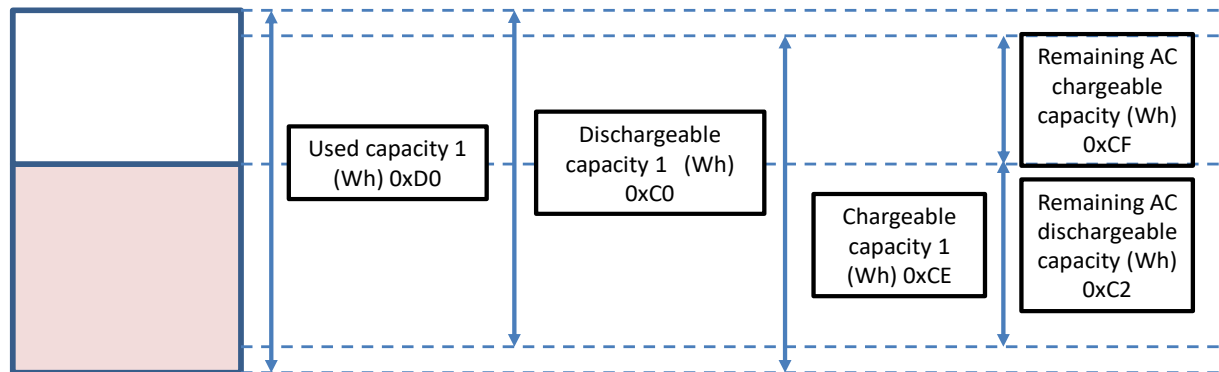 Used capacity 1
(Wh) 0xD0
Dischargeable
capacity 1 (Wh)
0xC0
Chargeable
capacity 1
(Wh) 0xCE
Remaining AC
chargeable
capacity (Wh)
0xCF
Remaining AC
dischargeable
capacity (Wh)
0xC2